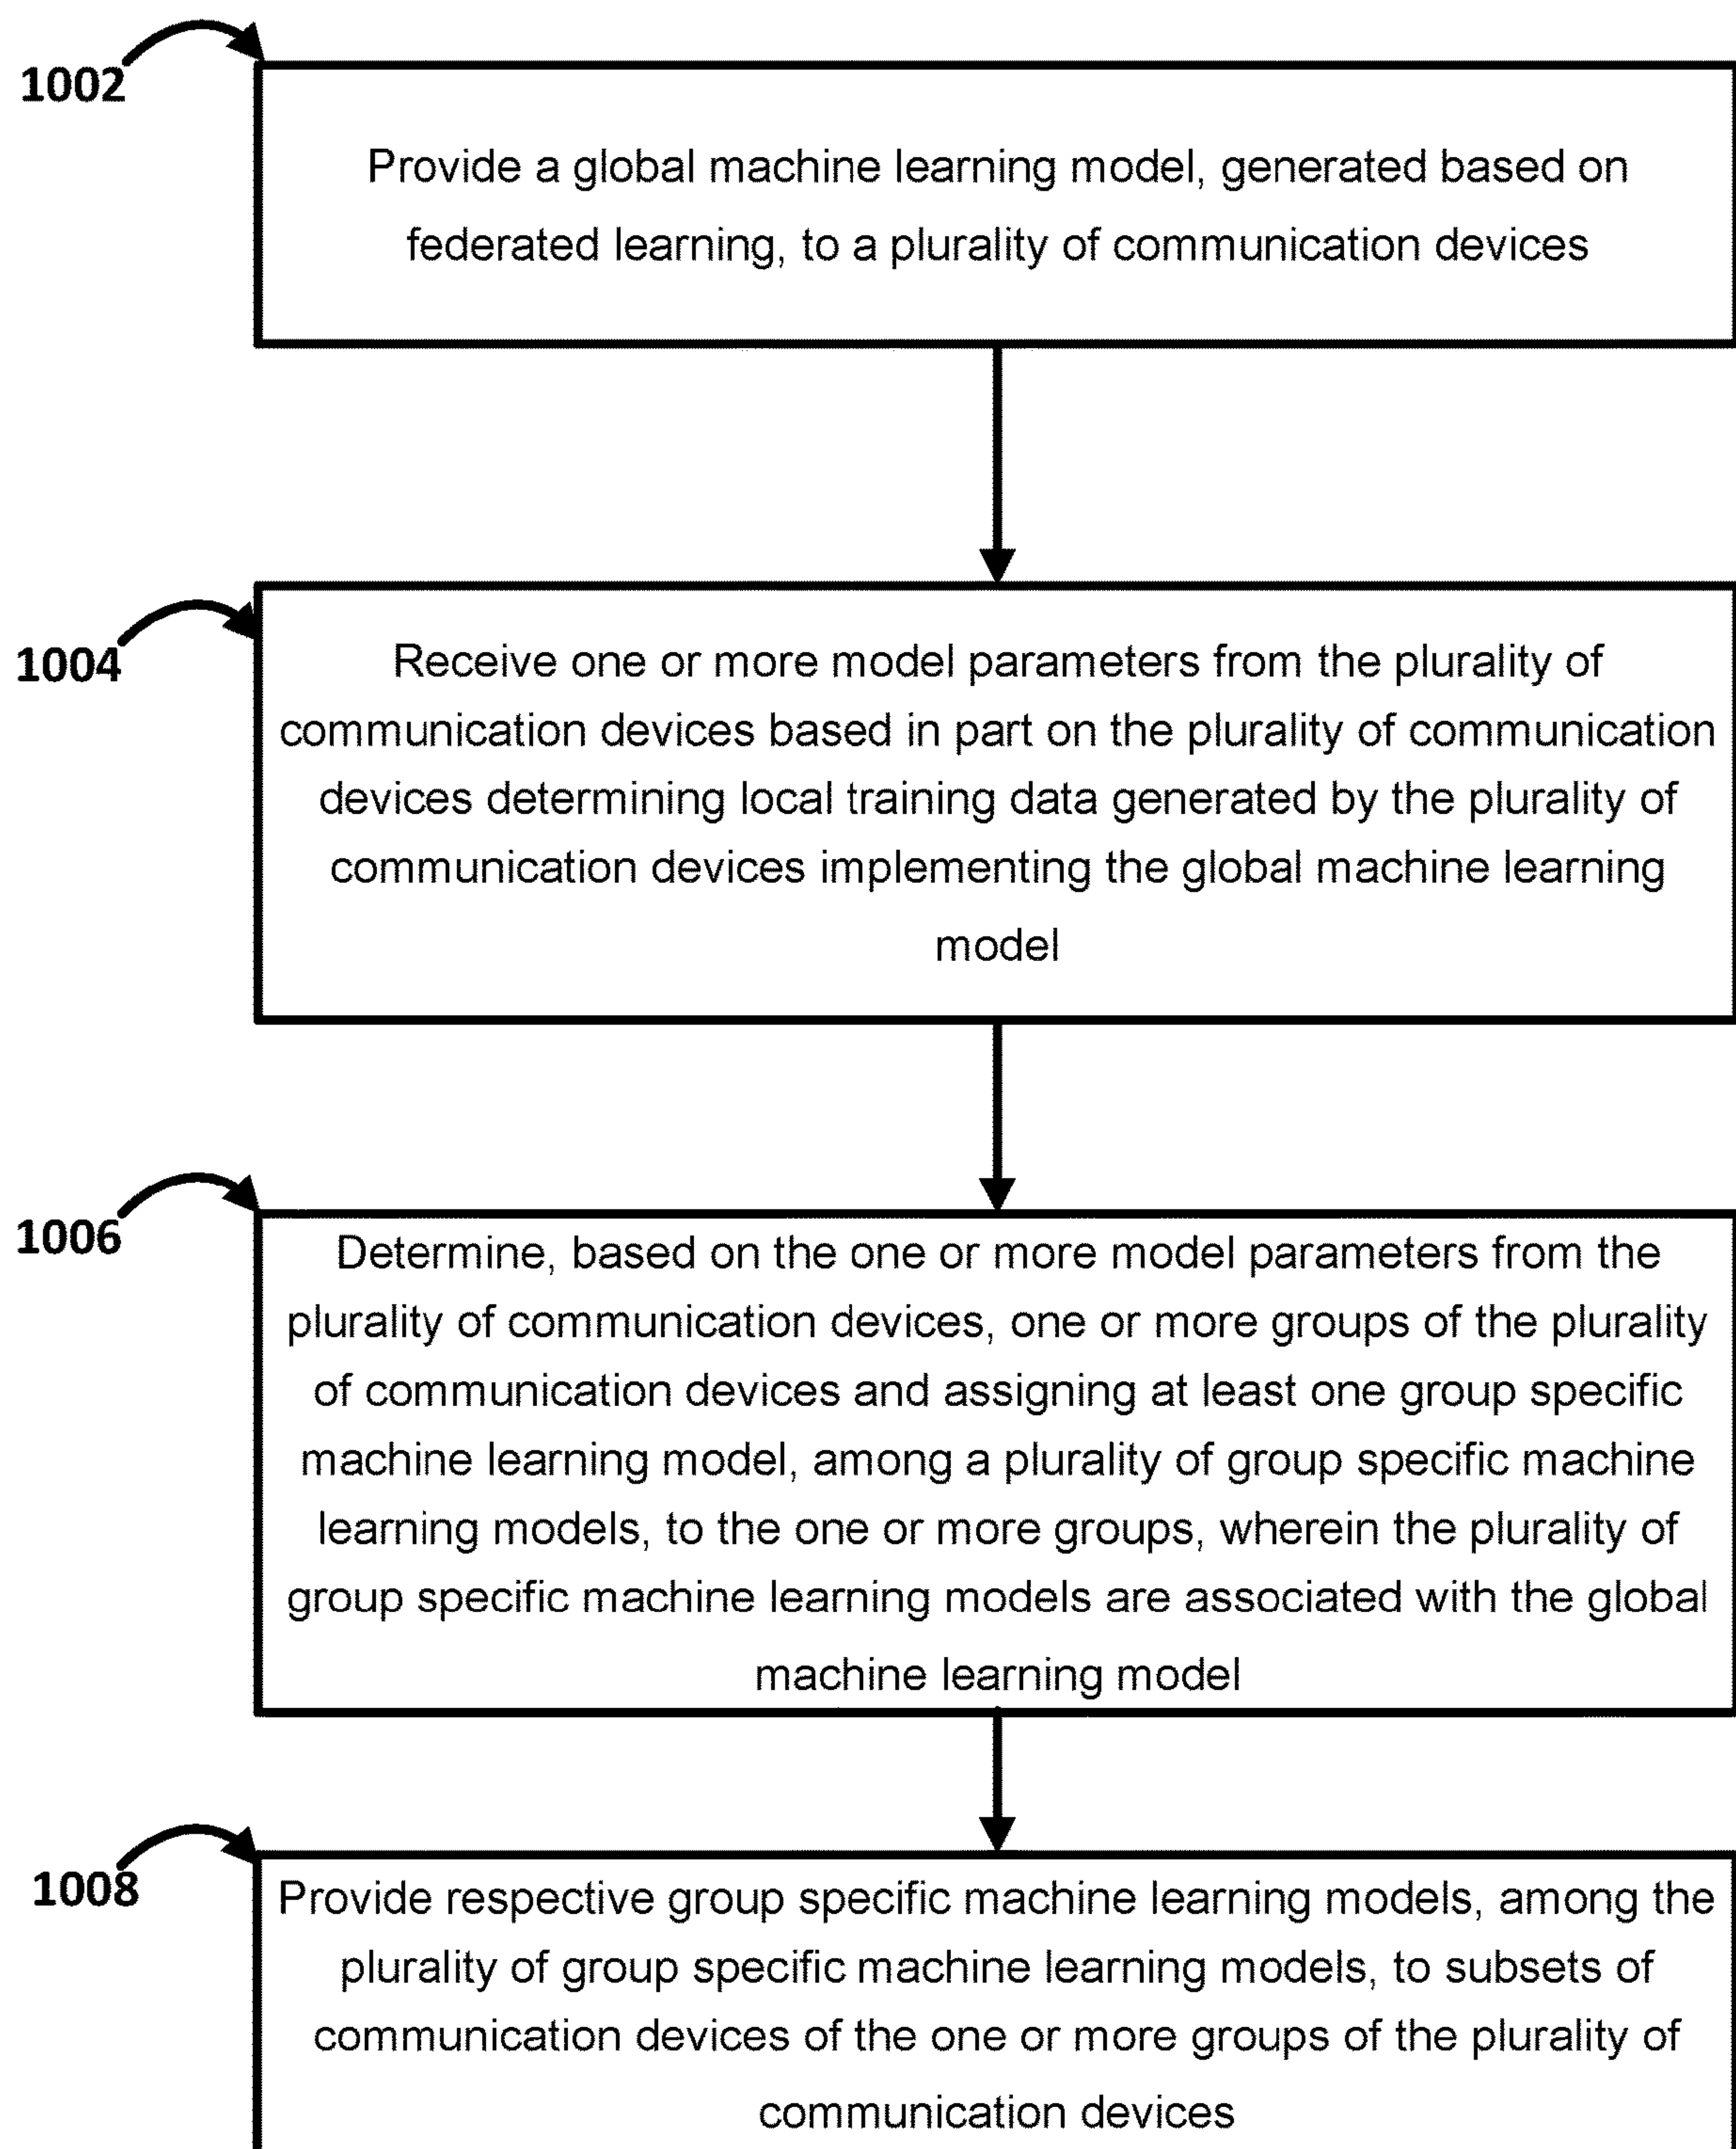 1002
Provide a global machine learning model, generated based on
federated learning, to a plurality of communication devices
1004
Receive one or more model parameters from the plurality of
communication devices based in part on the plurality of communication
devices determining local training data generated by the plurality of
communication devices implementing the global machine learning
model
1006
Determine, based on the one or more model parameters from the
plurality of communication devices, one or more groups of the plurality
of communication devices and assigning at least one group specific
machine learning model, among a plurality of group specific machine
learning models, to the one or more groups, wherein the plurality of
group specific machine learning models are associated with the global
machine learning model
1008
Provide respective group specific machine learning models, among the
plurality of group specific machine learning models, to subsets of
communication devices of the one or more groups of the plurality of
communication devices